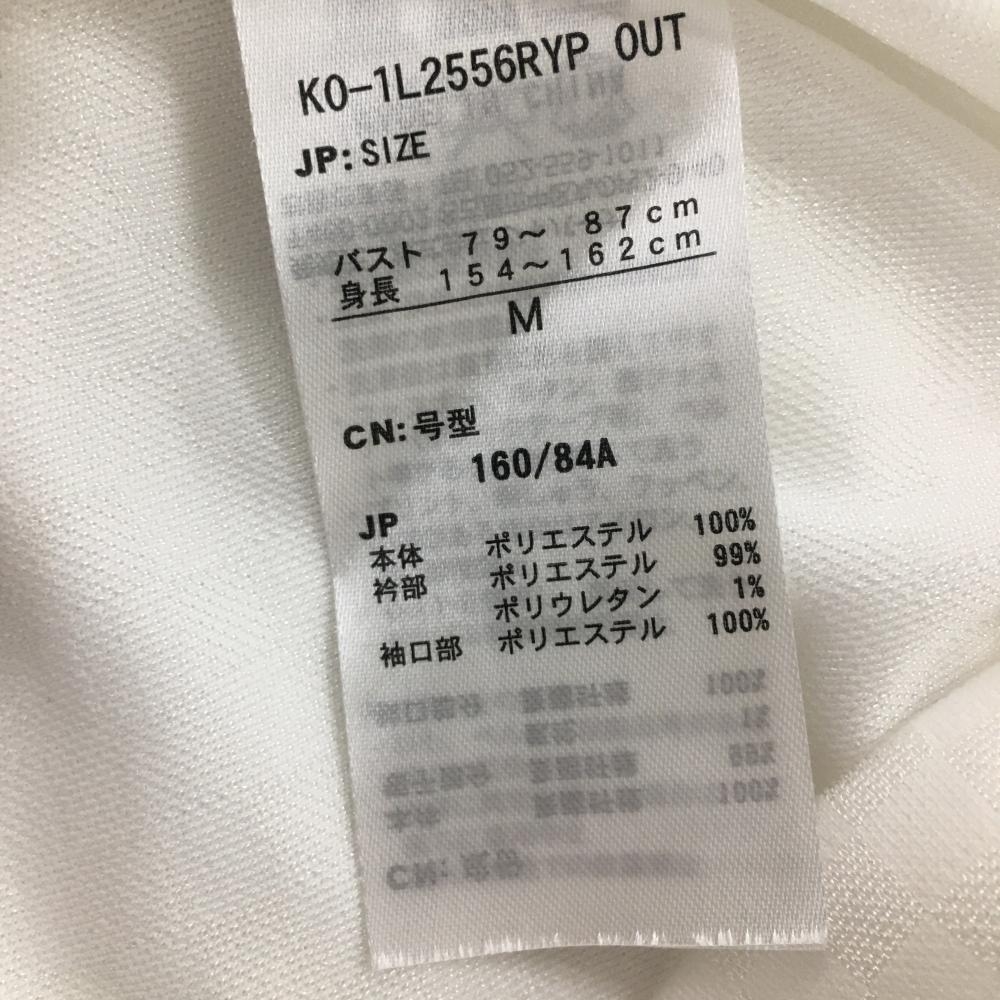 KO-1L2556RYP OUT
JP: SIZE
バスト 79～ 87cm
身長 154～162cm
M
CN: 号型
160/84A
JP
本体 ポリエステル 100%
衿部 ポリエステル 99%
ポリウレタン 1%
袖口部 ポリエステル 100%